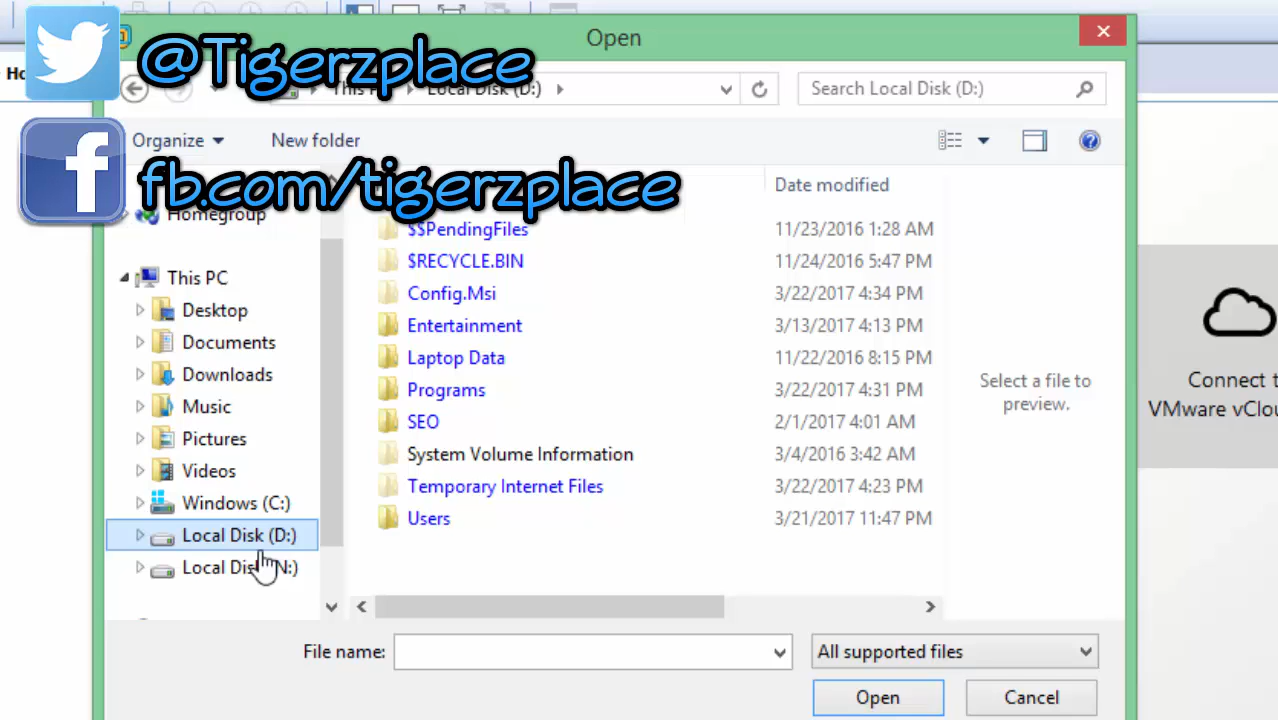 Open
@Tigerzplace
Local Disk (D:)
Search Local Disk (D:)
Organize
New folder
fb.com/tigerzplace
Date modified
Homegroup
$$PendingFiles 11/23/2016 1:28 AM
$RECYCLE.BIN 11/24/2016 5:47 PM
This PC
Config.Msi 3/22/2017 4:34 PM
Desktop
Entertainment 3/13/2017 4:13 PM
Documents
Laptop Data 11/22/2016 8:15 PM
Downloads
Programs 3/22/2017 4:31 PM
Music
SEO 2/1/2017 4:01 AM
Pictures
System Volume Information 3/4/2016 3:42 AM
Videos
Temporary Internet Files 3/22/2017 4:23 PM
Windows (C:)
Users 3/21/2017 11:47 PM
Local Disk (D:)
Local Disk N:)
Select a file to
preview.
Connect
VMware
File name:
All supported files
Open
Cancel